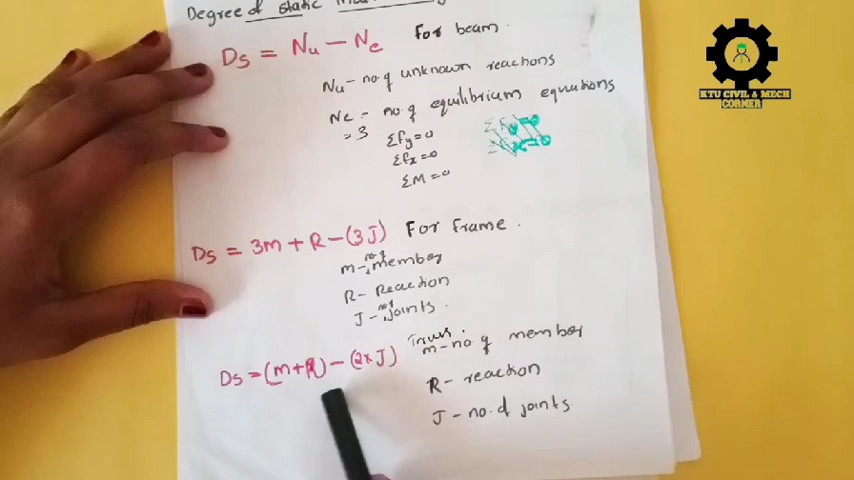 Degree of static
Ds = Nu - Ne for beam.
Nu - no.of unknown reactions
Ne - no.of equilibrium equations
= 3
Σfy=0
Σfx=0
ΣM=0
Ds = 3m + R - (3J) For Frame.
m - no.of member
R - Reaction
J - no.of joints.
Truss.
Ds = (m+R) - (2xJ)
m - no.of member
R - reaction
J - no.of joints.
KTU CIVIL & MECH
CORNER